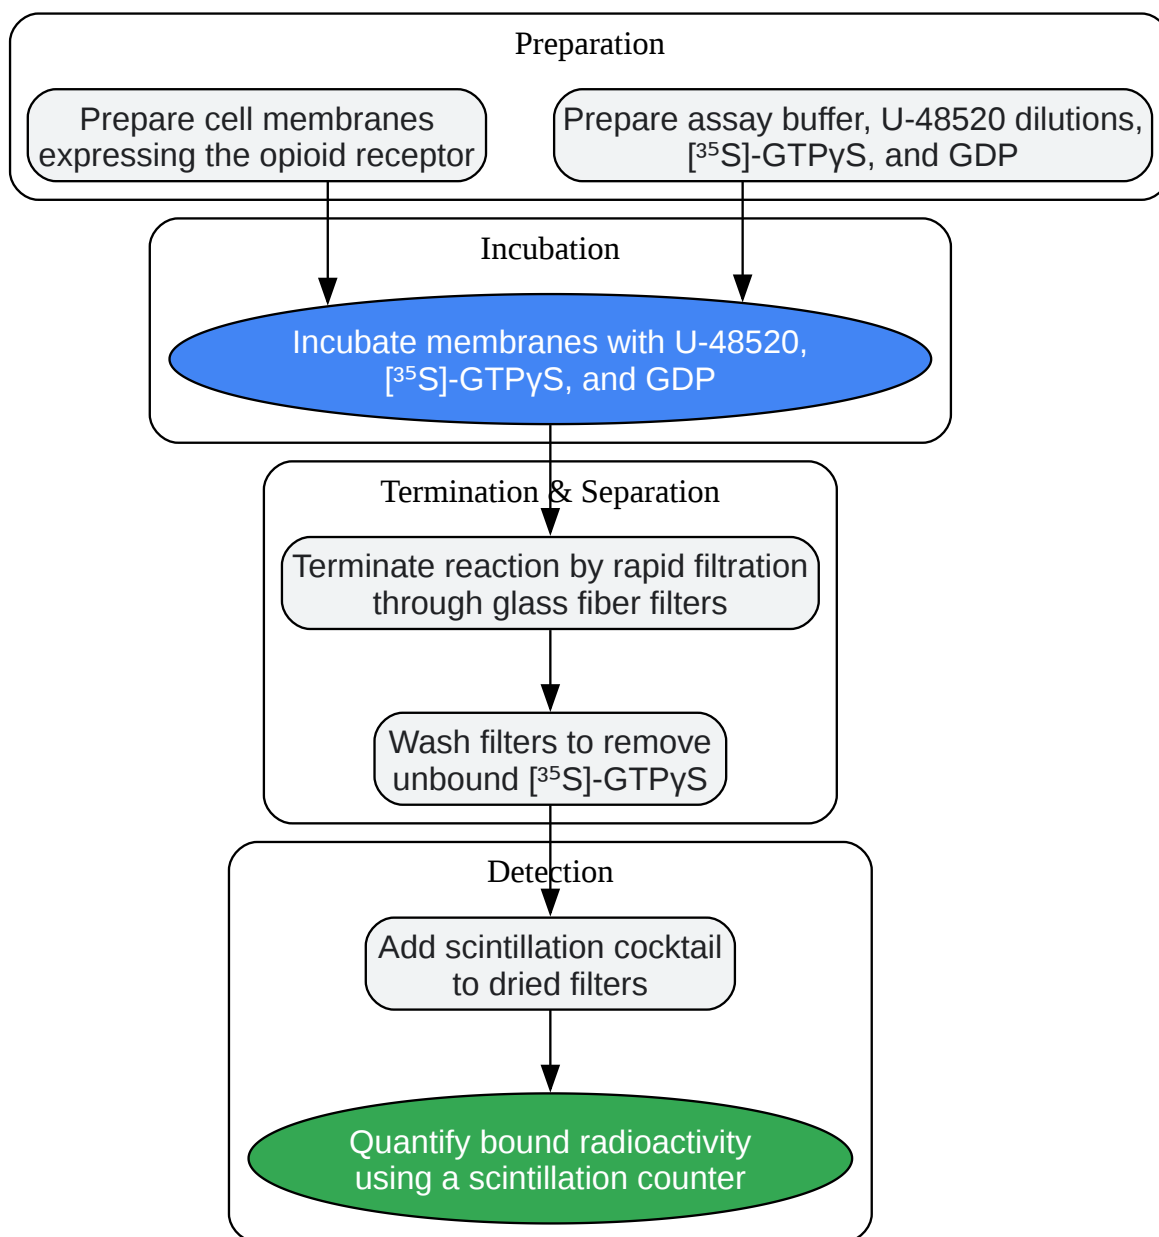 Preparation
Prepare cell membranes
expressing the opioid receptor
Prepare assay buffer, U-48520 dilutions,
[³⁵S]-GTPγS, and GDP
Incubation
Incubate membranes with U-48520,
[³⁵S]-GTPγS, and GDP
Termination & Separation
Terminate reaction by rapid filtration
through glass fiber filters
Wash filters to remove
unbound [³⁵S]-GTPγS
Detection
Add scintillation cocktail
to dried filters
Quantify bound radioactivity
using a scintillation counter